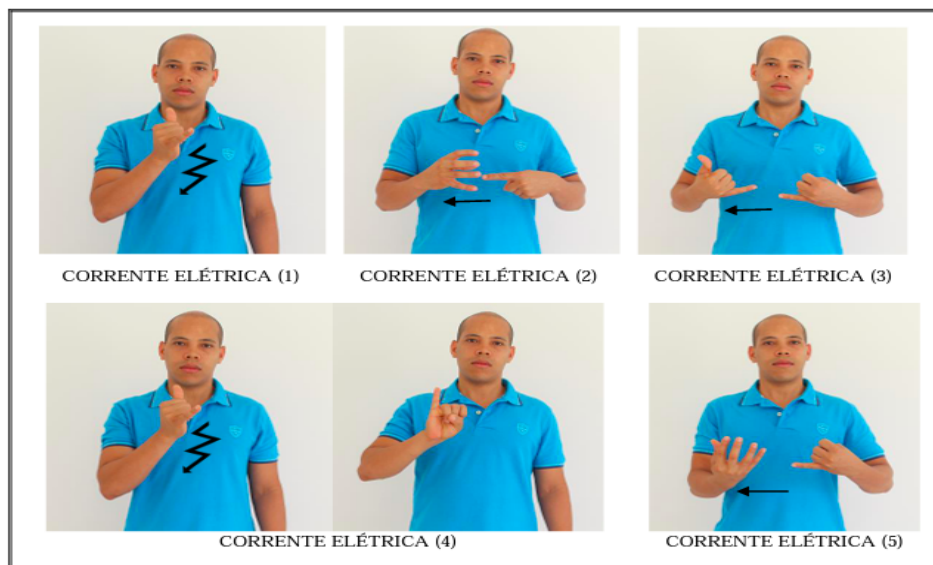 CORRENTE ELÉTRICA (1)
CORRENTE ELÉTRICA (2)
CORRENTE ELÉTRICA (3)
CORRENTE ELÉTRICA (4)
CORRENTE ELÉTRICA (5)